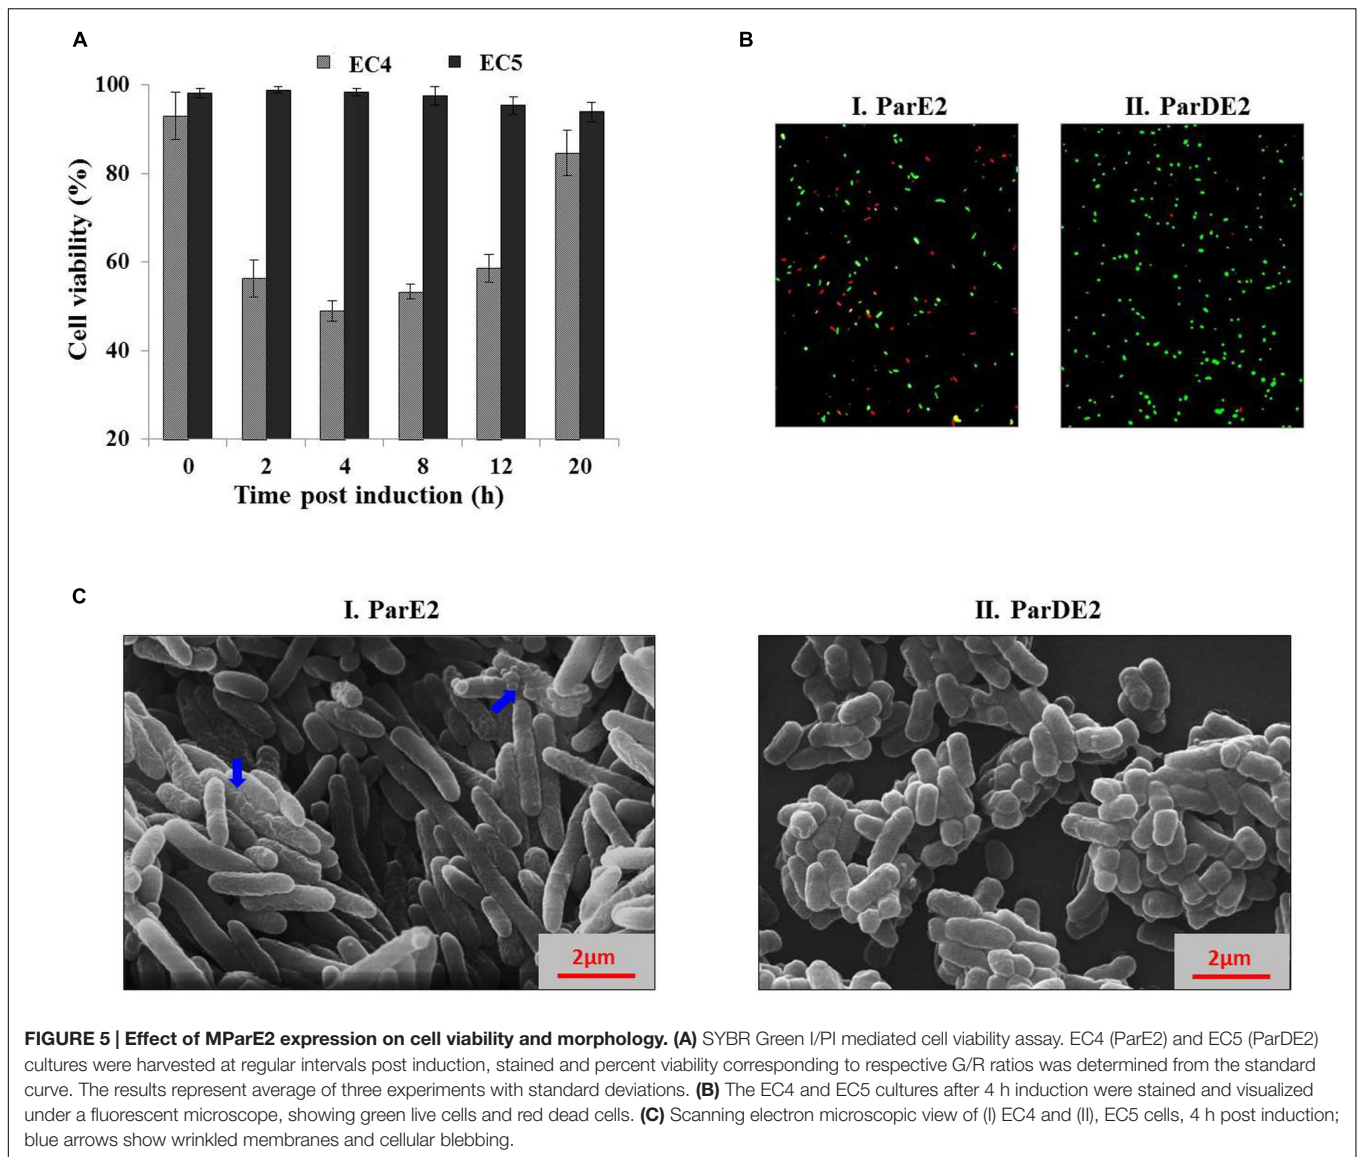 A
EC4 EC5
100
80
60
40
20
Cell viability (%)
0 2 4 8 12 20
Time post induction (h)
B
I. ParE2
II. ParDE2
C
I. ParE2
II. ParDE2
2μm
2μm
FIGURE 5 | Effect of MParE2 expression on cell viability and morphology. (A) SYBR Green I/PI mediated cell viability assay. EC4 (ParE2) and EC5 (ParDE2)
cultures were harvested at regular intervals post induction, stained and percent viability corresponding to respective G/R ratios was determined from the standard
curve. The results represent average of three experiments with standard deviations. (B) The EC4 and EC5 cultures after 4 h induction were stained and visualized
under a fluorescent microscope, showing green live cells and red dead cells. (C) Scanning electron microscopic view of (I) EC4 and (II), EC5 cells, 4 h post induction;
blue arrows show wrinkled membranes and cellular blebbing.